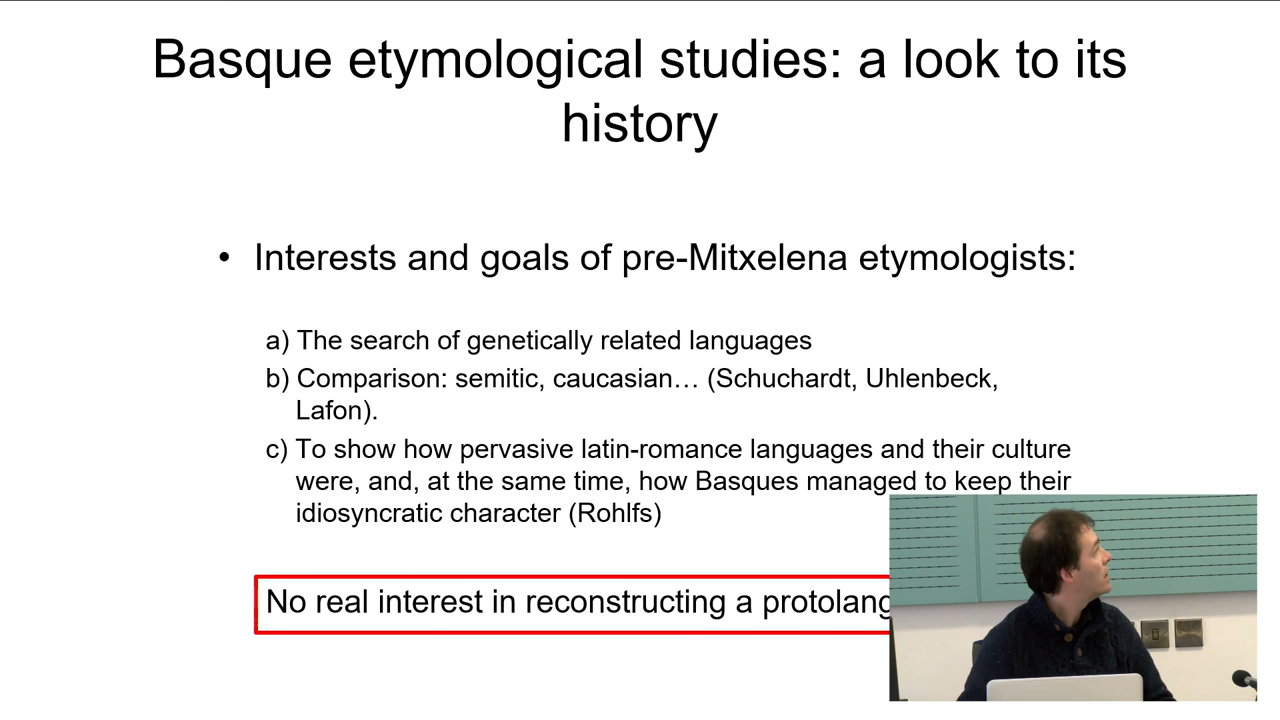 Basque etymological studies: a look to its
history
• Interests and goals of pre-Mitxelena etymologists:
a) The search of genetically related languages
b) Comparison: semitic, caucasian… (Schuchardt, Uhlenbeck,
Lafon).
c) To show how pervasive latin-romance languages and their culture
were, and, at the same time, how Basques managed to keep their
idiosyncratic character (Rohlfs)
No real interest in reconstructing a